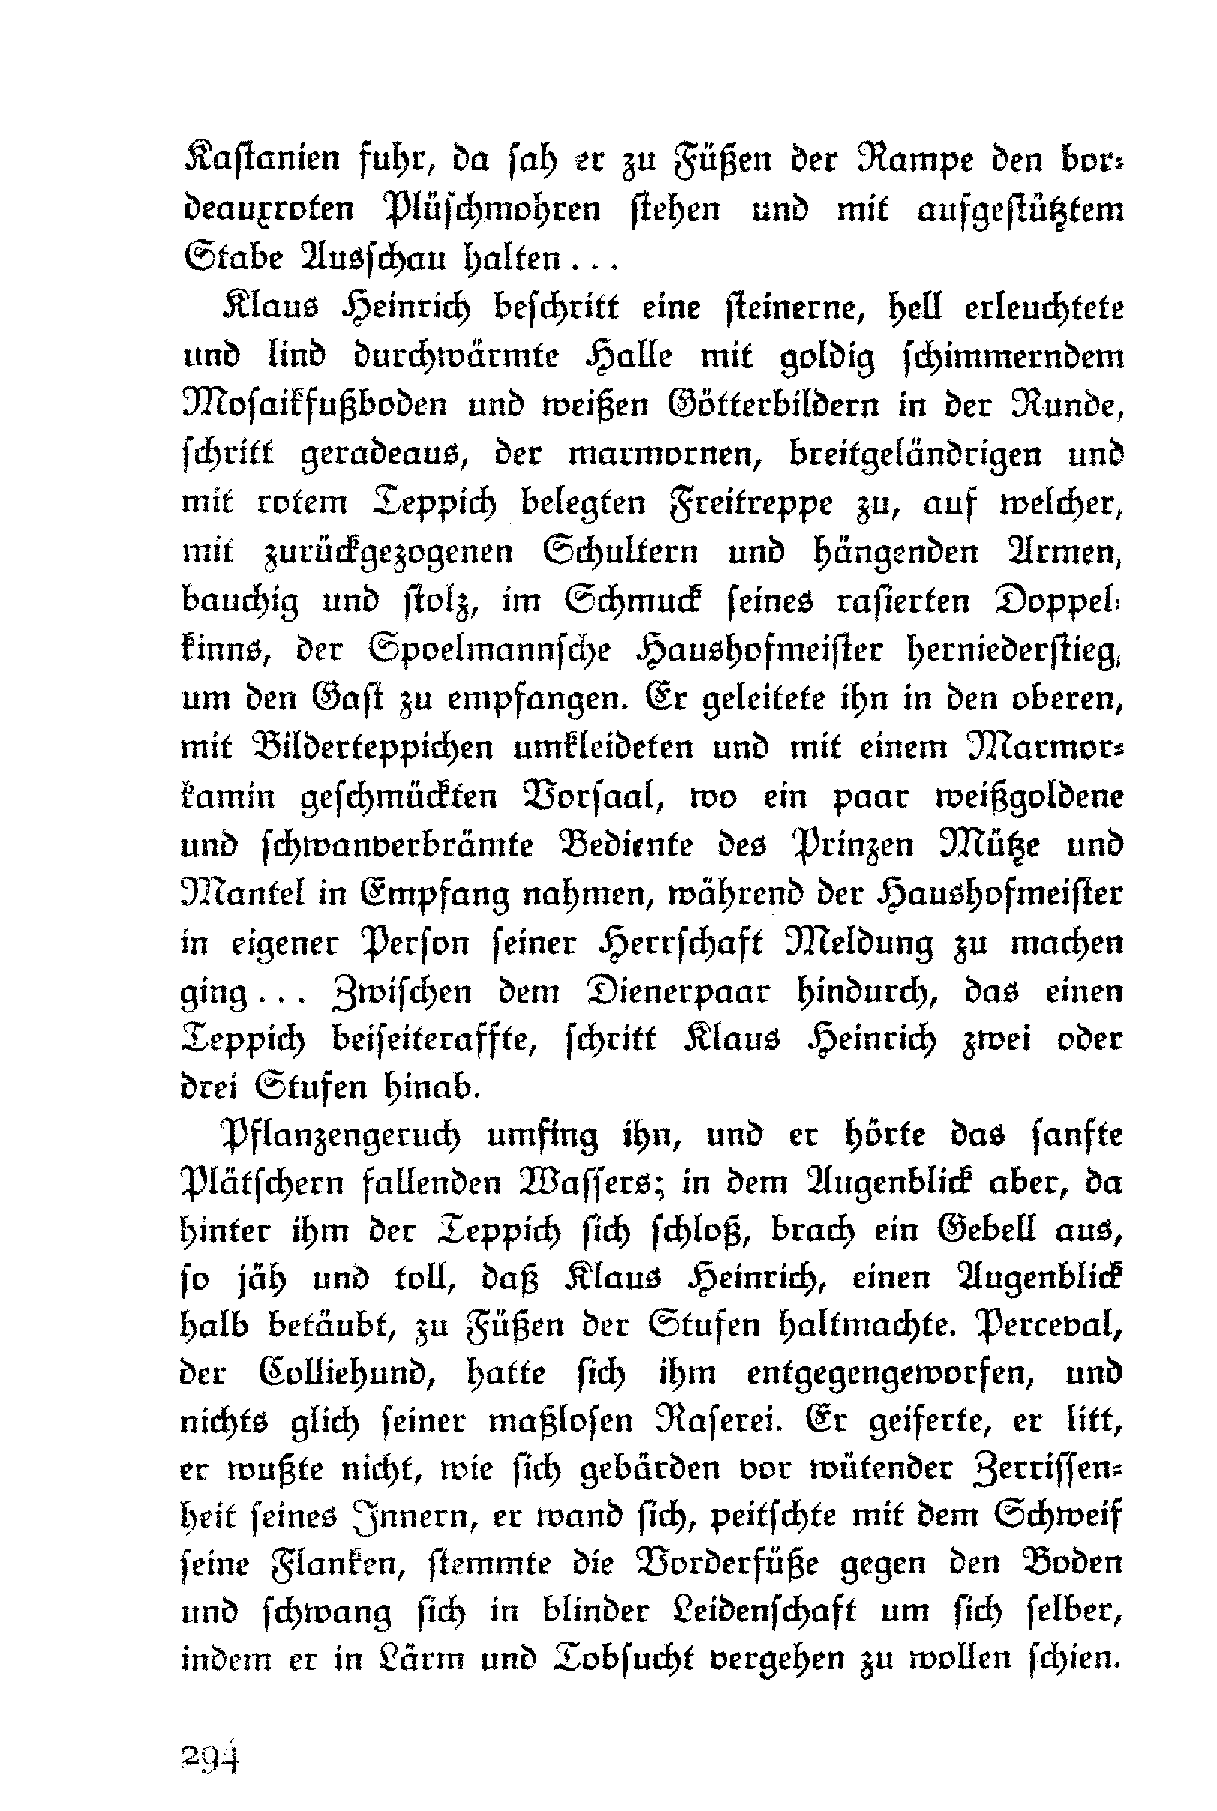 Kastanien fuhr, da sah er zu Füßen der Rampe den bor-
deauxroten Plüschmohren stehen und mit aufgestütztem
Stabe Ausschau halten . . .
Klaus Heinrich beschritt eine steinerne, hell erleuchtete
und lind durchwärmte Halle mit goldig schimmerndem
Mosaikfußboden und weißen Götterbildern in der Runde,
schritt geradeaus, der marmornen, breitgeländrigen und
mit rotem Teppich belegten Freitreppe zu, auf welcher,
mit zurückgezogenen Schultern und hängenden Armen,
bauchig und stolz, im Schmuck seines rasierten Doppel-
kinns, der Spoelmannsche Haushofmeister herniederstieg,
um den Gast zu empfangen. Er geleitete ihn in den oberen,
mit Bilderteppichen umkleideten und mit einem Marmor-
kamin geschmückten Vorsaal, wo ein paar weißgoldene
und schwanverbrämte Bediente des Prinzen Mütze und
Mantel in Empfang nahmen, während der Haushofmeister
in eigener Person seiner Herrschaft Meldung zu machen
ging . . . Zwischen dem Dienerpaar hindurch, das einen
Teppich beiseiteraffte, schritt Klaus Heinrich zwei oder
drei Stufen hinab.
Pflanzengeruch umfing ihn, und er hörte das sanfte
Plätschern fallenden Wassers; in dem Augenblick aber, da
hinter ihm der Teppich sich schloß, brach ein Gebell aus,
so jäh und toll, daß Klaus Heinrich, einen Augenblick
halb betäubt, zu Füßen der Stufen haltmachte. Perceval,
der Colliehund, hatte sich ihm entgegengeworfen, und
nichts glich seiner maßlosen Raserei. Er geiferte, er litt,
er wußte nicht, wie sich gebärden vor wütender Zerrissen-
heit seines Innern, er wand sich, peitschte mit dem Schweif
seine Flanken, stemmte die Vorderfüße gegen den Boden
und schwang sich in blinder Leidenschaft um sich selber,
indem er in Lärm und Tobsucht vergehen zu wollen schien.
294